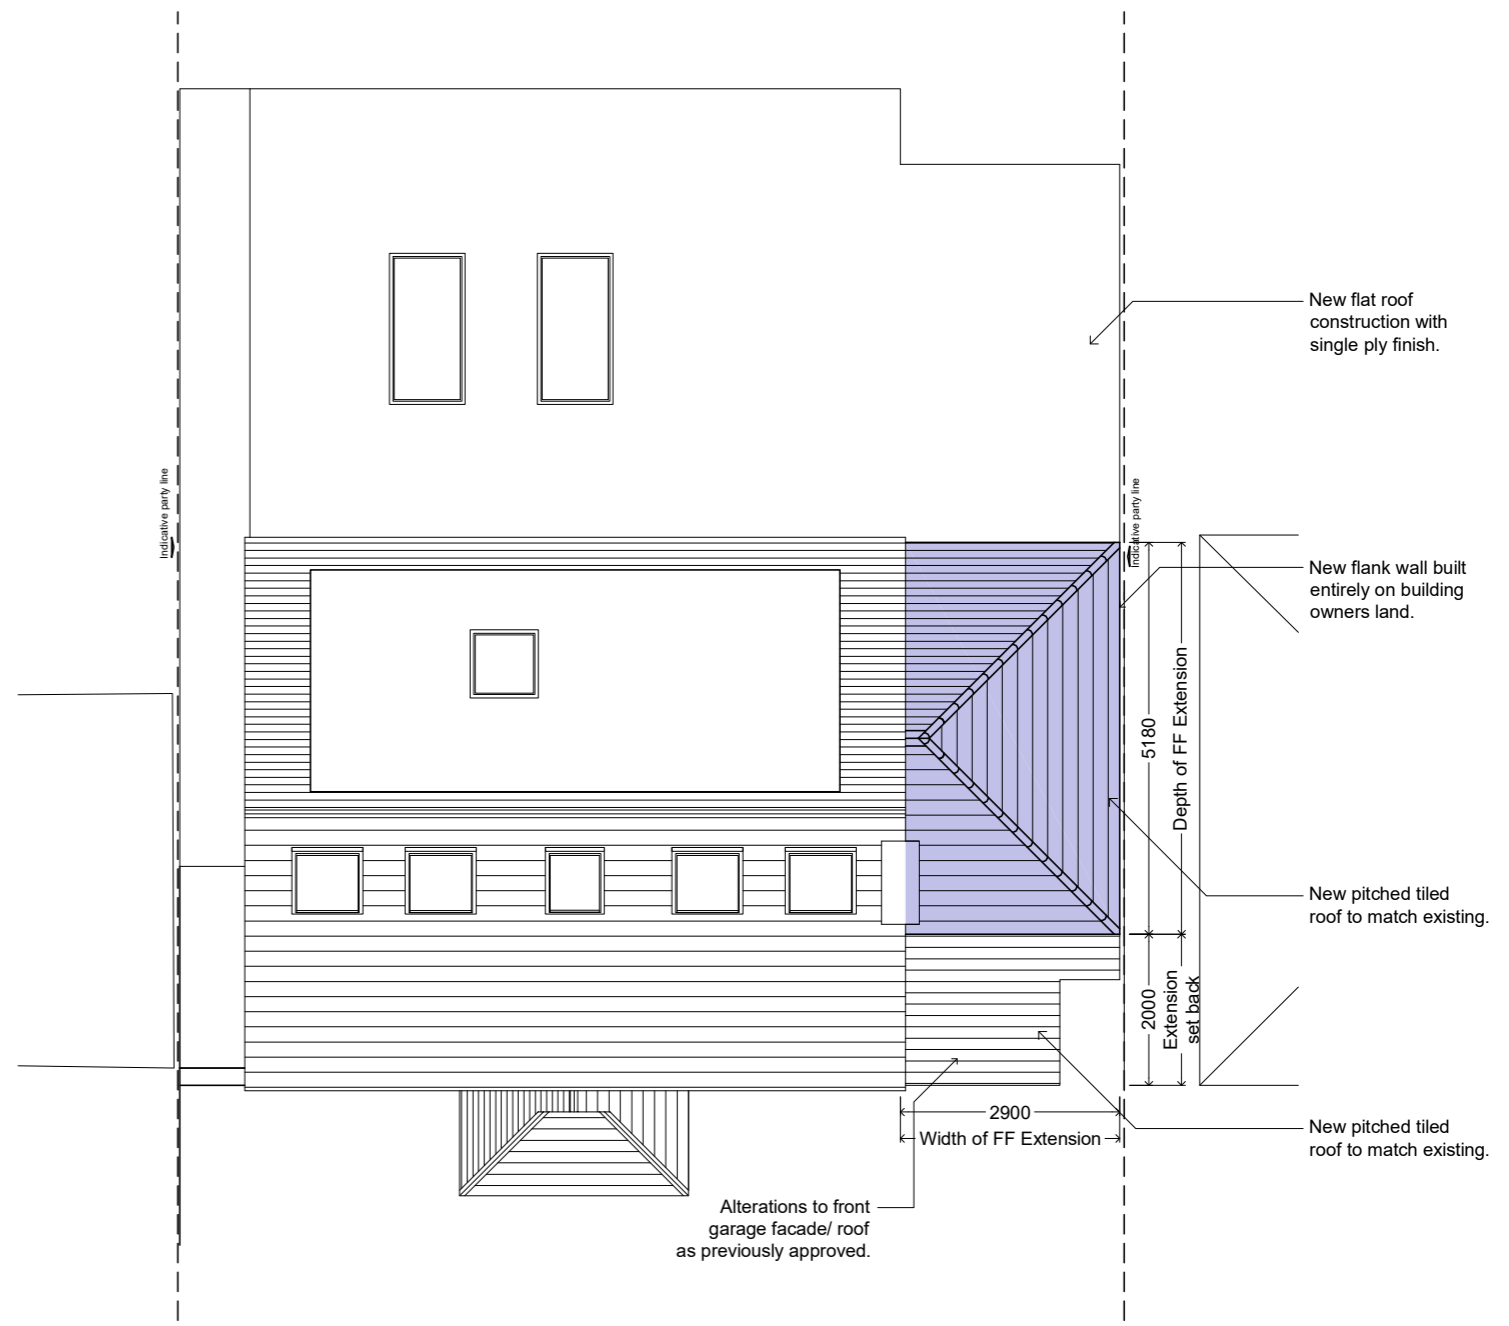 New flat roof
construction with
single ply finish.
Indicative party line
Indicative party line
New flank wall built
entirely on building
owners land.
5180
Depth of FF Extension
New pitched tiled
roof to match existing.
2000
Extension
set back
2900
Width of FF Extension
New pitched tiled
roof to match existing.
Alterations to front
garage facade/ roof
as previously approved.